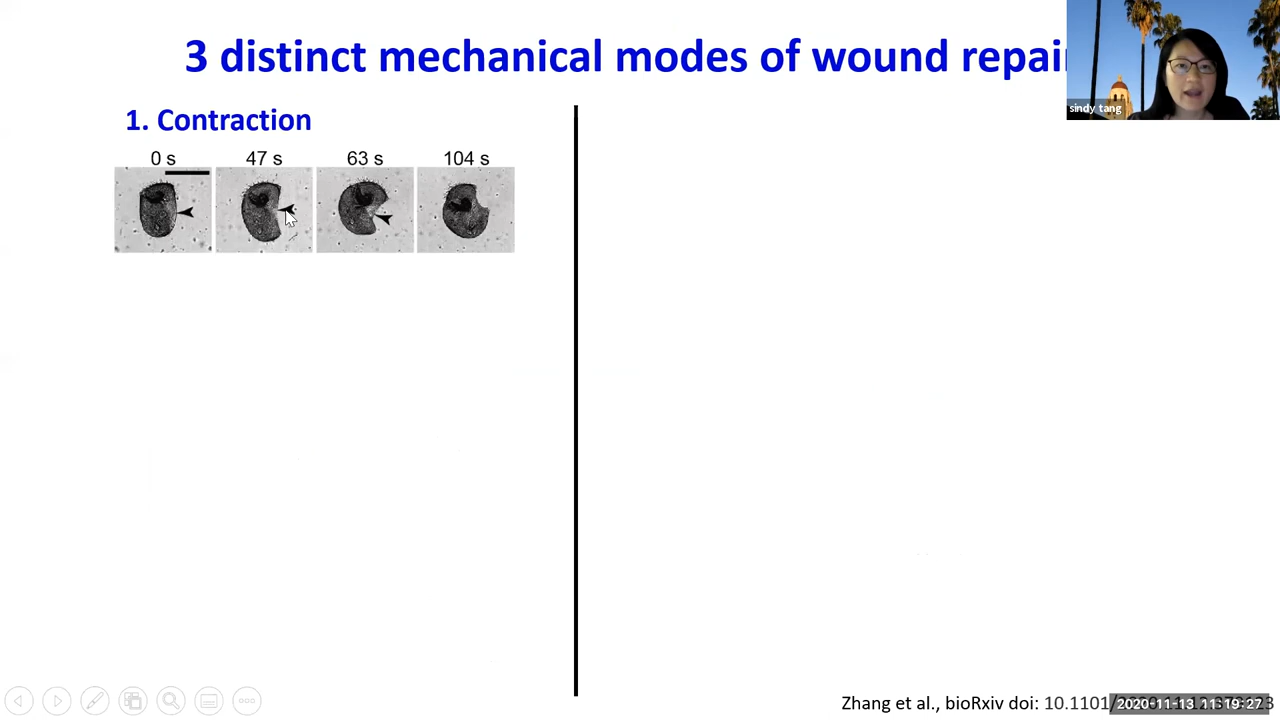 3 distinct mechanical modes of wound repair
sindy tang
1. Contraction
0 s
47 s
63 s
104 s
Zhang et al., bioRxiv doi: 10.1101/
2020-11-13 11:19:27